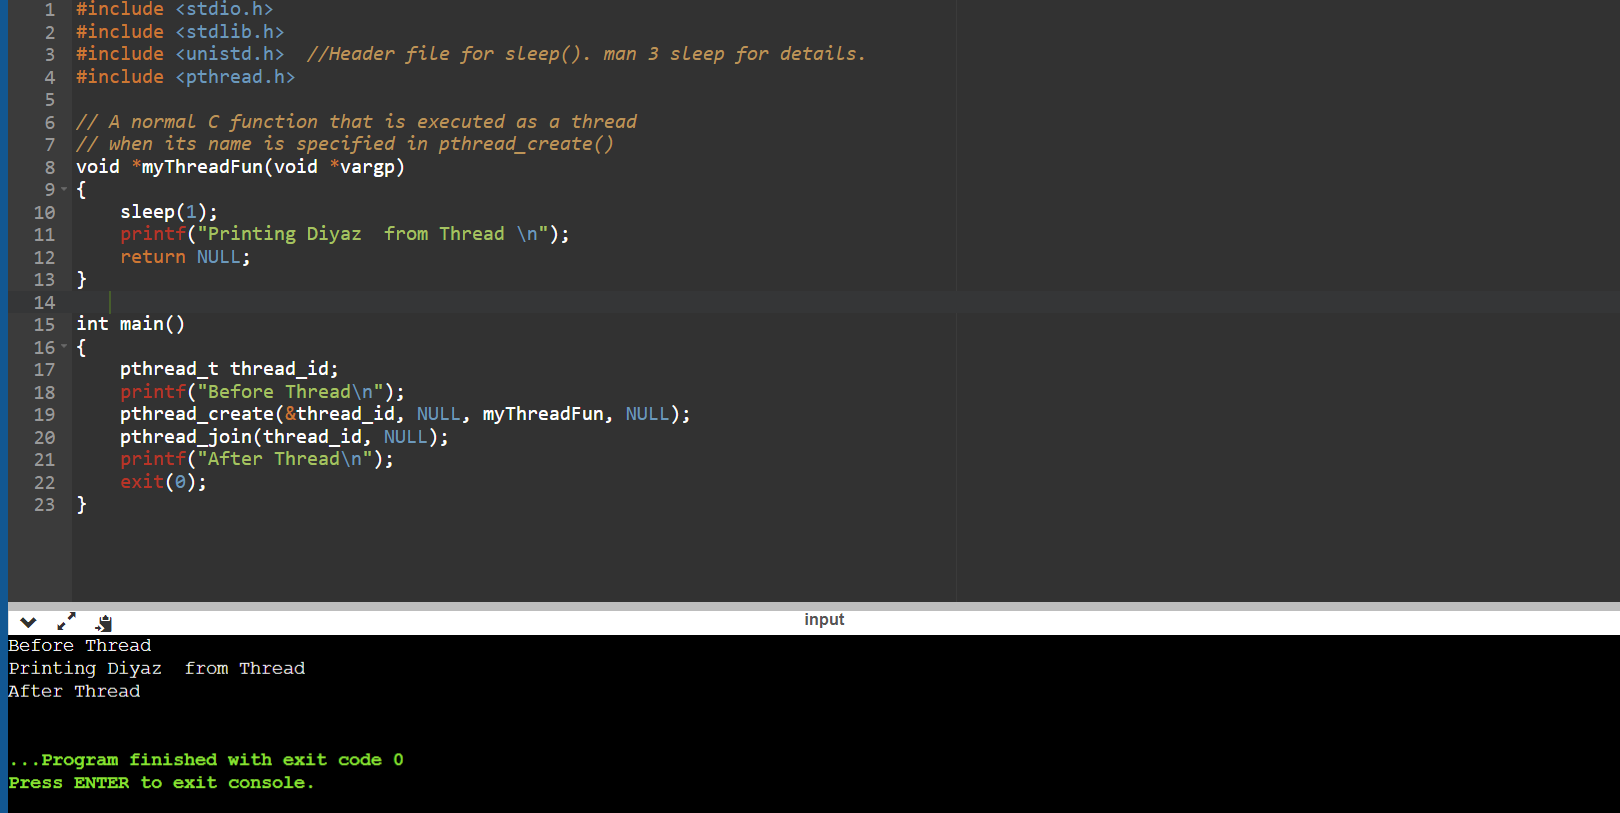 1 #include <stdio.h>
2 #include <stdlib.h>
3 #include <unistd.h>  //Header file for sleep(). man 3 sleep for details.
4 #include <pthread.h>
5
6 // A normal C function that is executed as a thread
7 // when its name is specified in pthread_create()
8 void *myThreadFun(void *vargp)
9 {
10     sleep(1);
11     printf("Printing Diyaz  from Thread \n");
12     return NULL;
13 }
14
15 int main()
16 {
17     pthread_t thread_id;
18     printf("Before Thread\n");
19     pthread_create(&thread_id, NULL, myThreadFun, NULL);
20     pthread_join(thread_id, NULL);
21     printf("After Thread\n");
22     exit(0);
23 }
input
Before Thread
Printing Diyaz  from Thread
After Thread
...Program finished with exit code 0
Press ENTER to exit console.